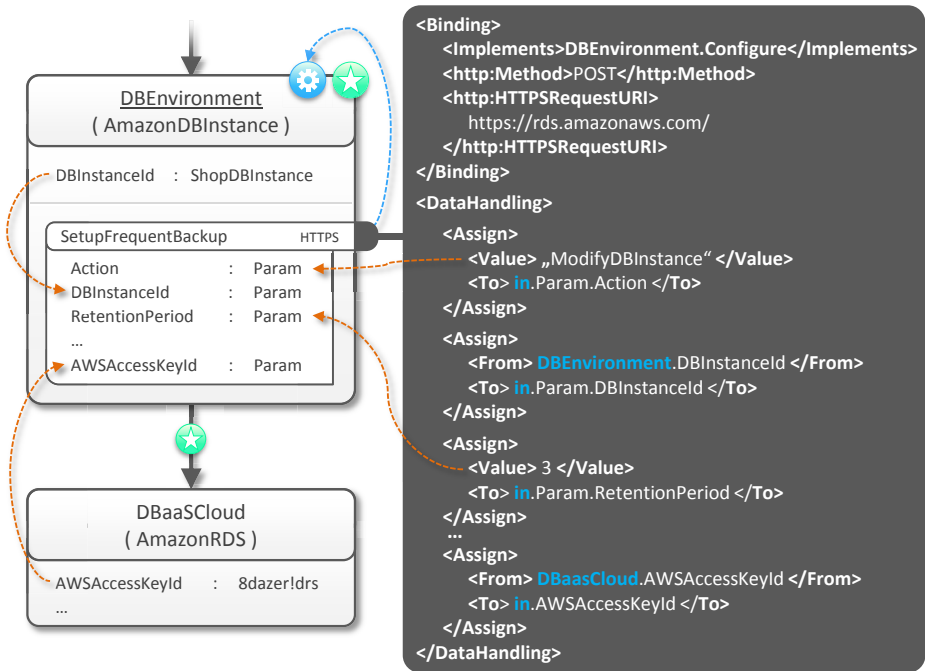 DBEnvironment
( AmazonDBInstance )
DBInstanceId : ShopDBInstance
SetupFrequentBackup HTTPS
Action : Param
DBInstanceId : Param
RetentionPeriod : Param
...
AWSAccessKeyId : Param
DBaaSCloud
( AmazonRDS )
AWSAccessKeyId : 8dazer!drs
...
<Binding>
<Implements>DBEnvironment.Configure</Implements>
<http:Method>POST</http:Method>
<http:HTTPSRequestURI>
https://rds.amazonaws.com/
</http:HTTPSRequestURI>
</Binding>
<DataHandling>
<Assign>
<Value> „ModifyDBInstance“ </Value>
<To> in.Param.Action </To>
</Assign>
<Assign>
<From> DBEnvironment.DBInstanceId </From>
<To> in.Param.DBInstanceId </To>
</Assign>
<Assign>
<Value> 3 </Value>
<To> in.Param.RetentionPeriod </To>
</Assign>
...
<Assign>
<From> DBaasCloud.AWSAccessKeyId </From>
<To> in.AWSAccessKeyId </To>
</Assign>
</DataHandling>